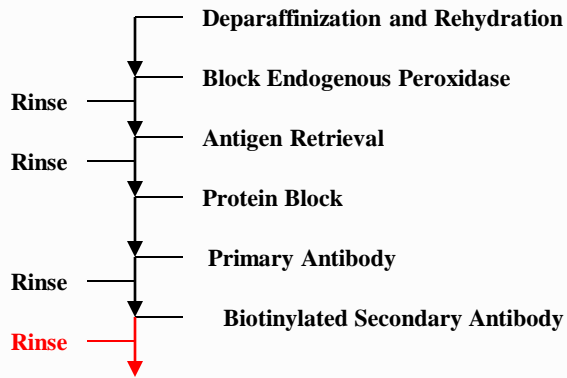 Deparaffinization and Rehydration
Block Endogenous Peroxidase
Rinse
Antigen Retrieval
Rinse
Protein Block
Primary Antibody
Rinse
Biotinylated Secondary Antibody
Rinse